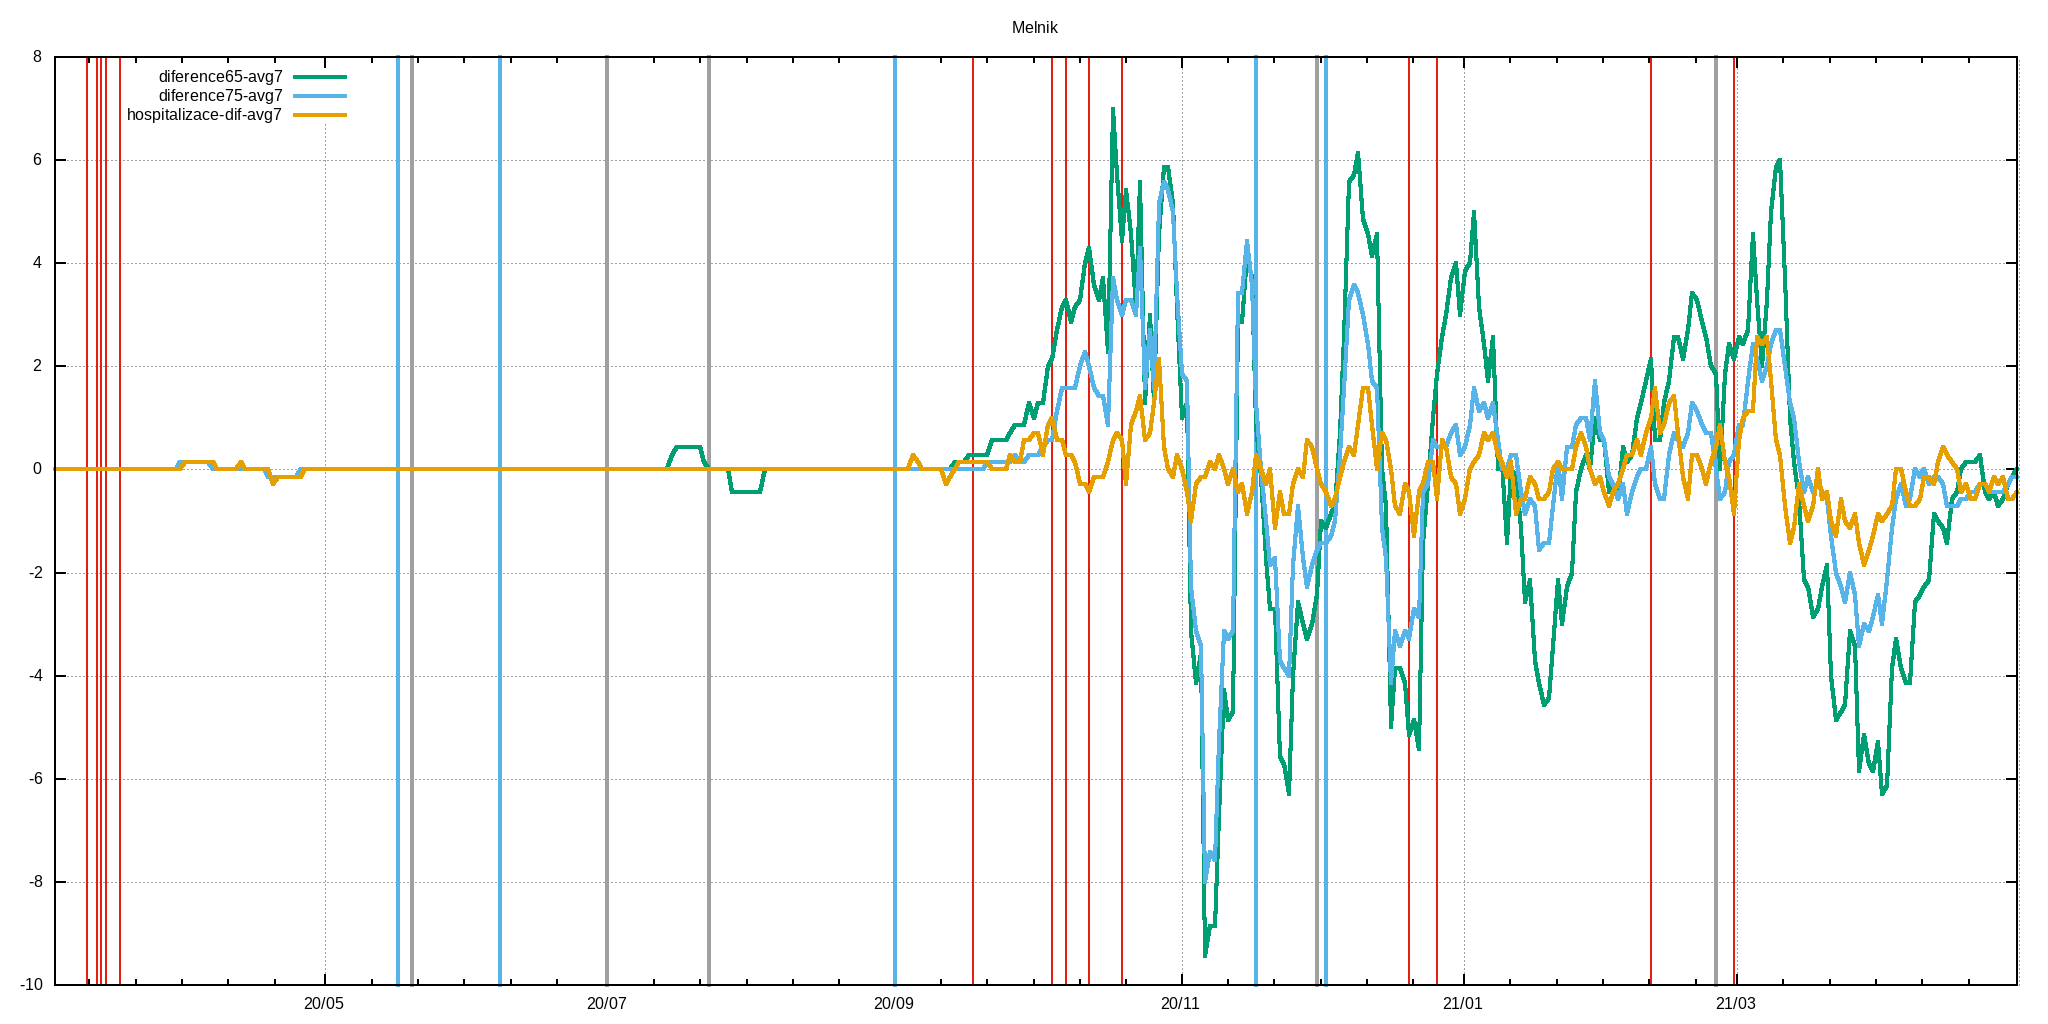 Melnik
diference65-avg7
diference75-avg7
hospitalizace-dif-avg7
8
6
4
2
0
-2
-4
-6
-8
-10
20/05 20/07 20/09 20/11 21/01 21/03